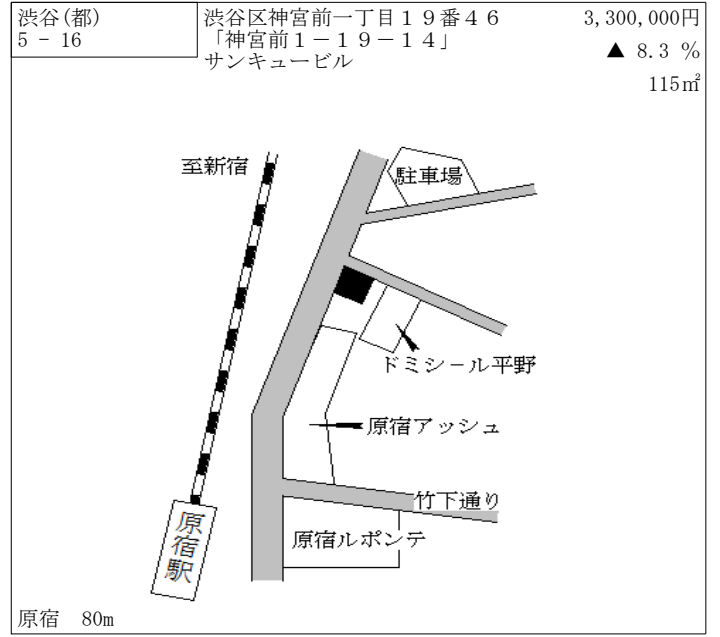 渋谷(都)
5 - 16
渋谷区神宮前一丁目19番46
「神宮前1-19-14」
サンキュービル
3,300,000円
▲ 8.3 %
115㎡
至新宿
駐車場
ドミシール平野
原宿アッシュ
竹下通り
原宿ルポンテ
原宿駅
原宿 80m